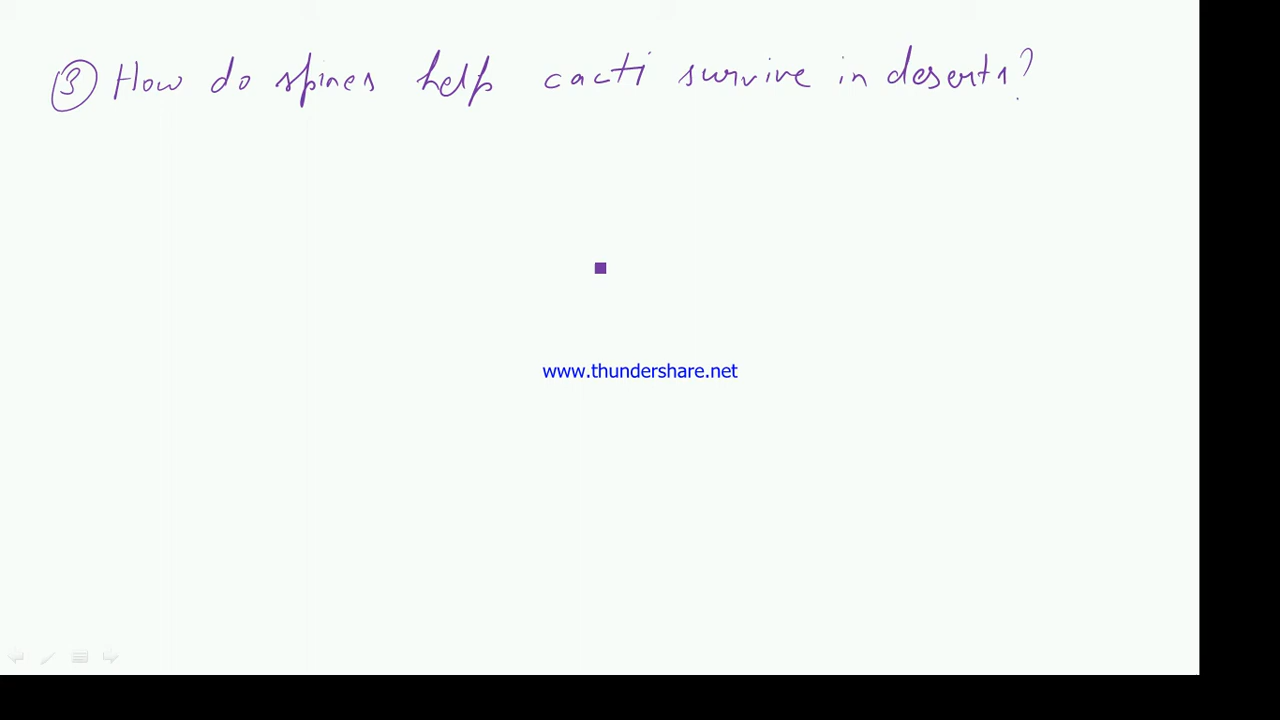 ③ How do spines help cacti survive in deserts?
www.thundershare.net